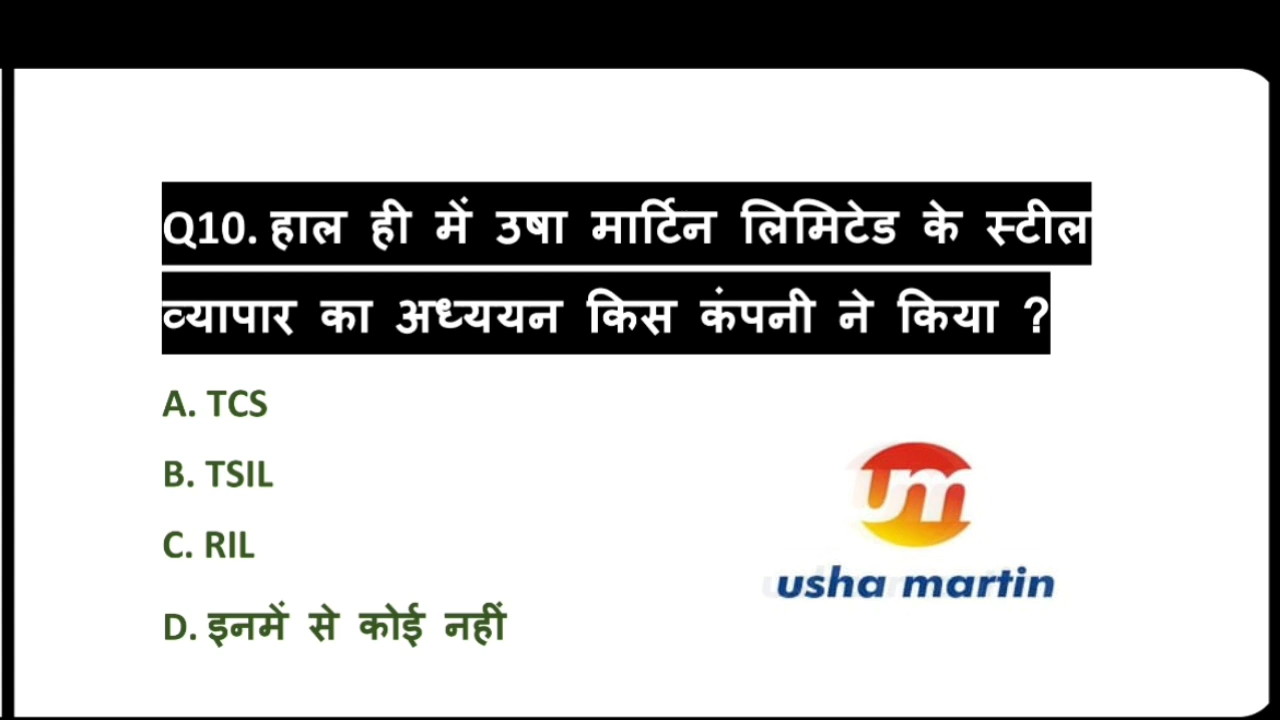 Q10. हाल ही में उषा मार्टिन लिमिटेड के स्टील
व्यापार का अध्ययन किस कंपनी ने किया ?
A. TCS
B. TSIL
C. RIL
D. इनमें से कोई नहीं
um
usha martin